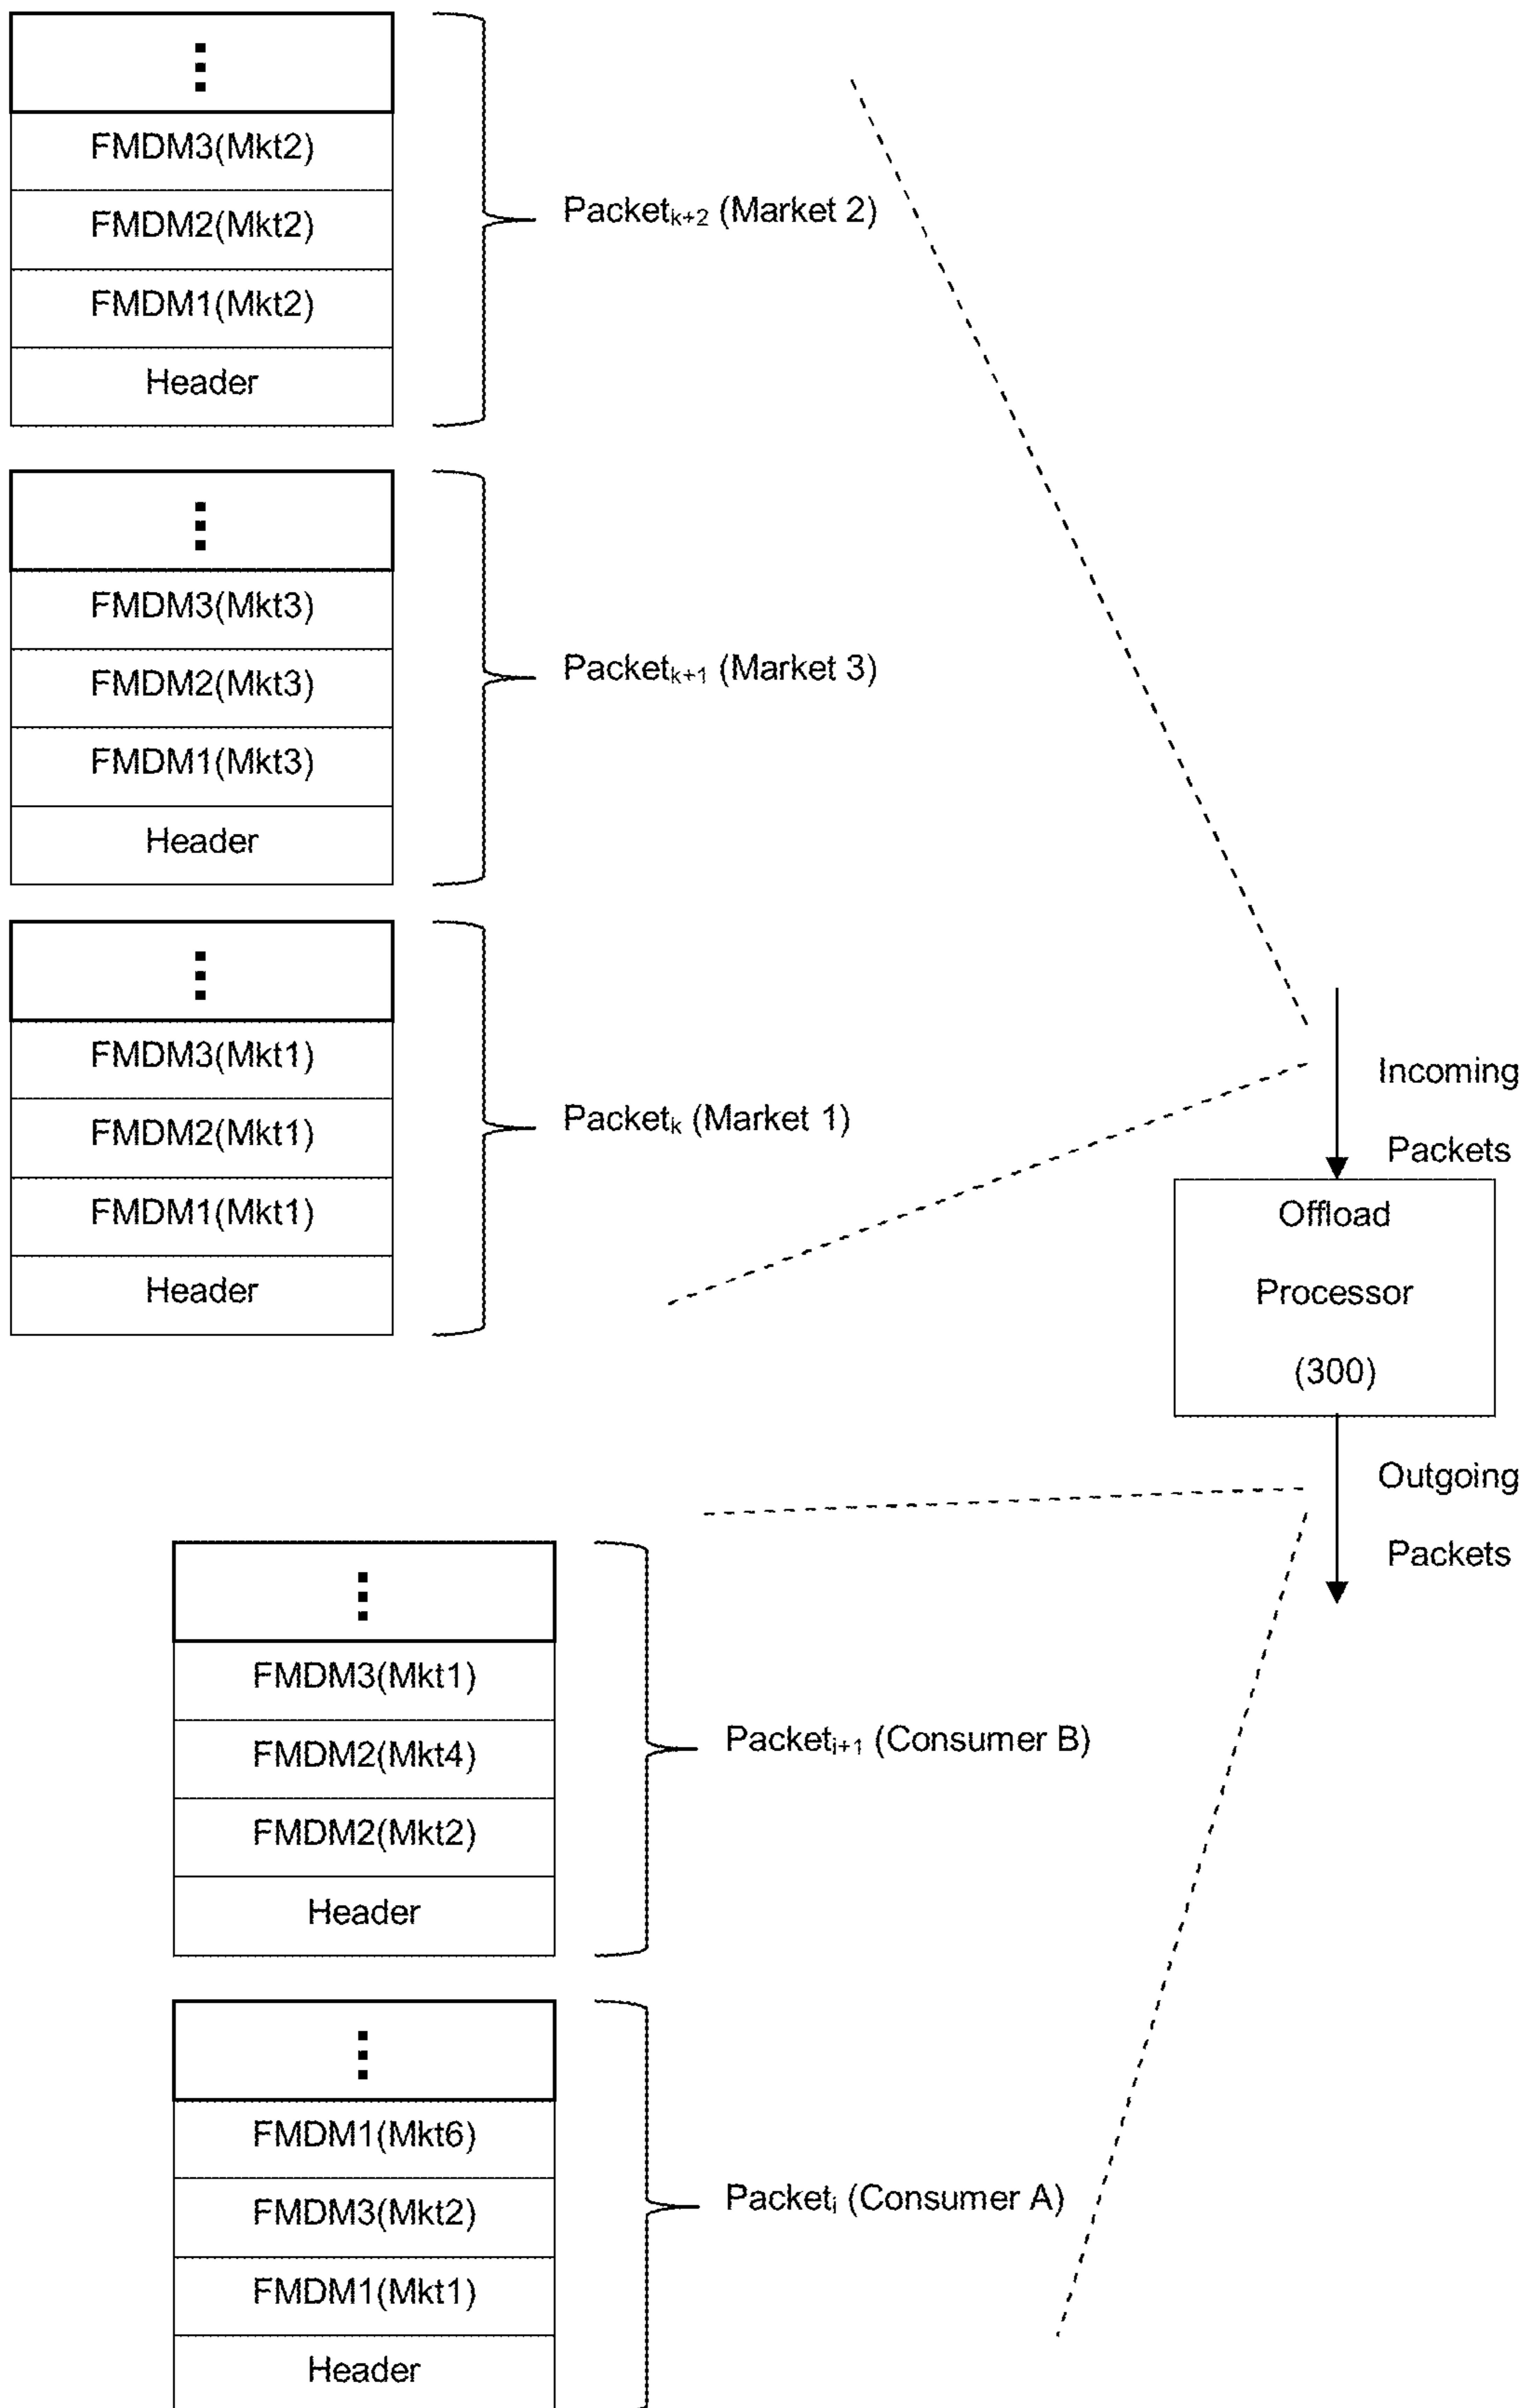 FMDM3(Mkt2)
FMDM2(Mkt2)
FMDM1(Mkt2)
Header
Packetk+2 (Market 2)
FMDM3(Mkt3)
FMDM2(Mkt3)
FMDM1(Mkt3)
Header
Packetk+1 (Market 3)
FMDM3(Mkt1)
FMDM2(Mkt1)
FMDM1(Mkt1)
Header
Packetk (Market 1)
Incoming
Packets
Offload
Processor
(300)
Outgoing
Packets
FMDM3(Mkt1)
FMDM2(Mkt4)
FMDM2(Mkt2)
Header
Packeti+1 (Consumer B)
FMDM1(Mkt6)
FMDM3(Mkt2)
FMDM1(Mkt1)
Header
Packeti (Consumer A)